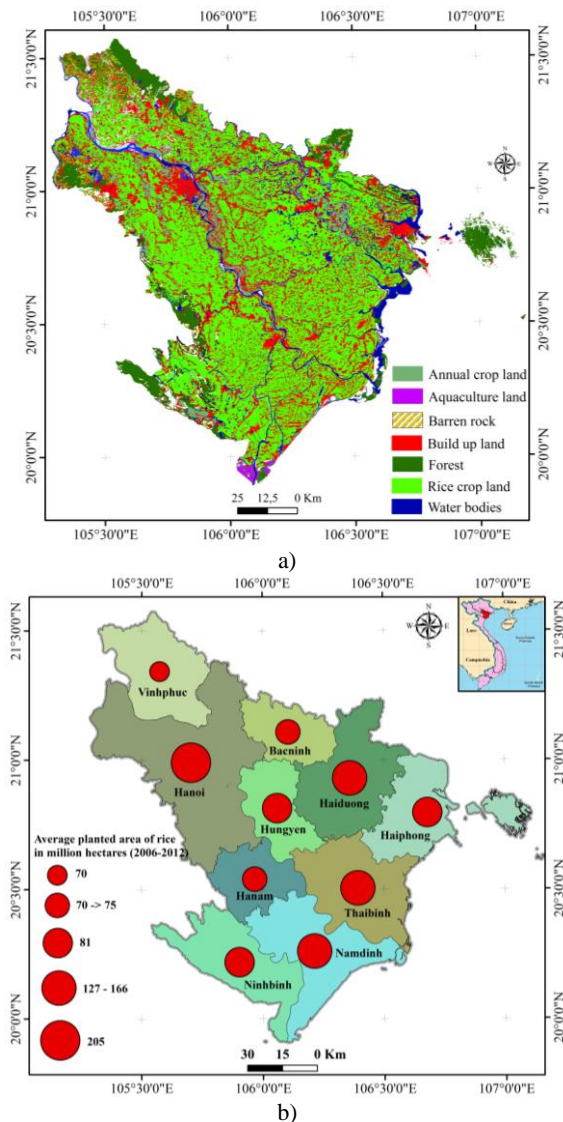 105°30'0"E 106°0'0"E 106°30'0"E 107°0'0"E
21°30'0"N 21°30'0"N
N
W E
S
21°0'0"N 21°0'0"N
20°30'0"N 20°30'0"N
20°0'0"N 20°0'0"N
Annual crop land
Aquaculture land
Barren rock
Build up land
Forest
Rice crop land
Water bodies
25 12,5 0 Km
105°30'0"E 106°0'0"E 106°30'0"E 107°0'0"E
a)
105°30'0"E 106°0'0"E 106°30'0"E 107°0'0"E
21°30'0"N 21°30'0"N
N
W E
S
China
Laos
Campuchia
Vinhphuc
Bacninh
21°0'0"N 21°0'0"N
Hanoi
Haiduong
Hungyen
Haiphong
Average planted area of rice
in million hectares (2006-2012)
70
70 -> 75
81
127 - 166
205
20°30'0"N 20°30'0"N
Hanam
Thaibinh
Namdinh
Ninhbinh
20°0'0"N 20°0'0"N
30 15 0 Km
105°30'0"E 106°0'0"E 106°30'0"E 107°0'0"E
b)